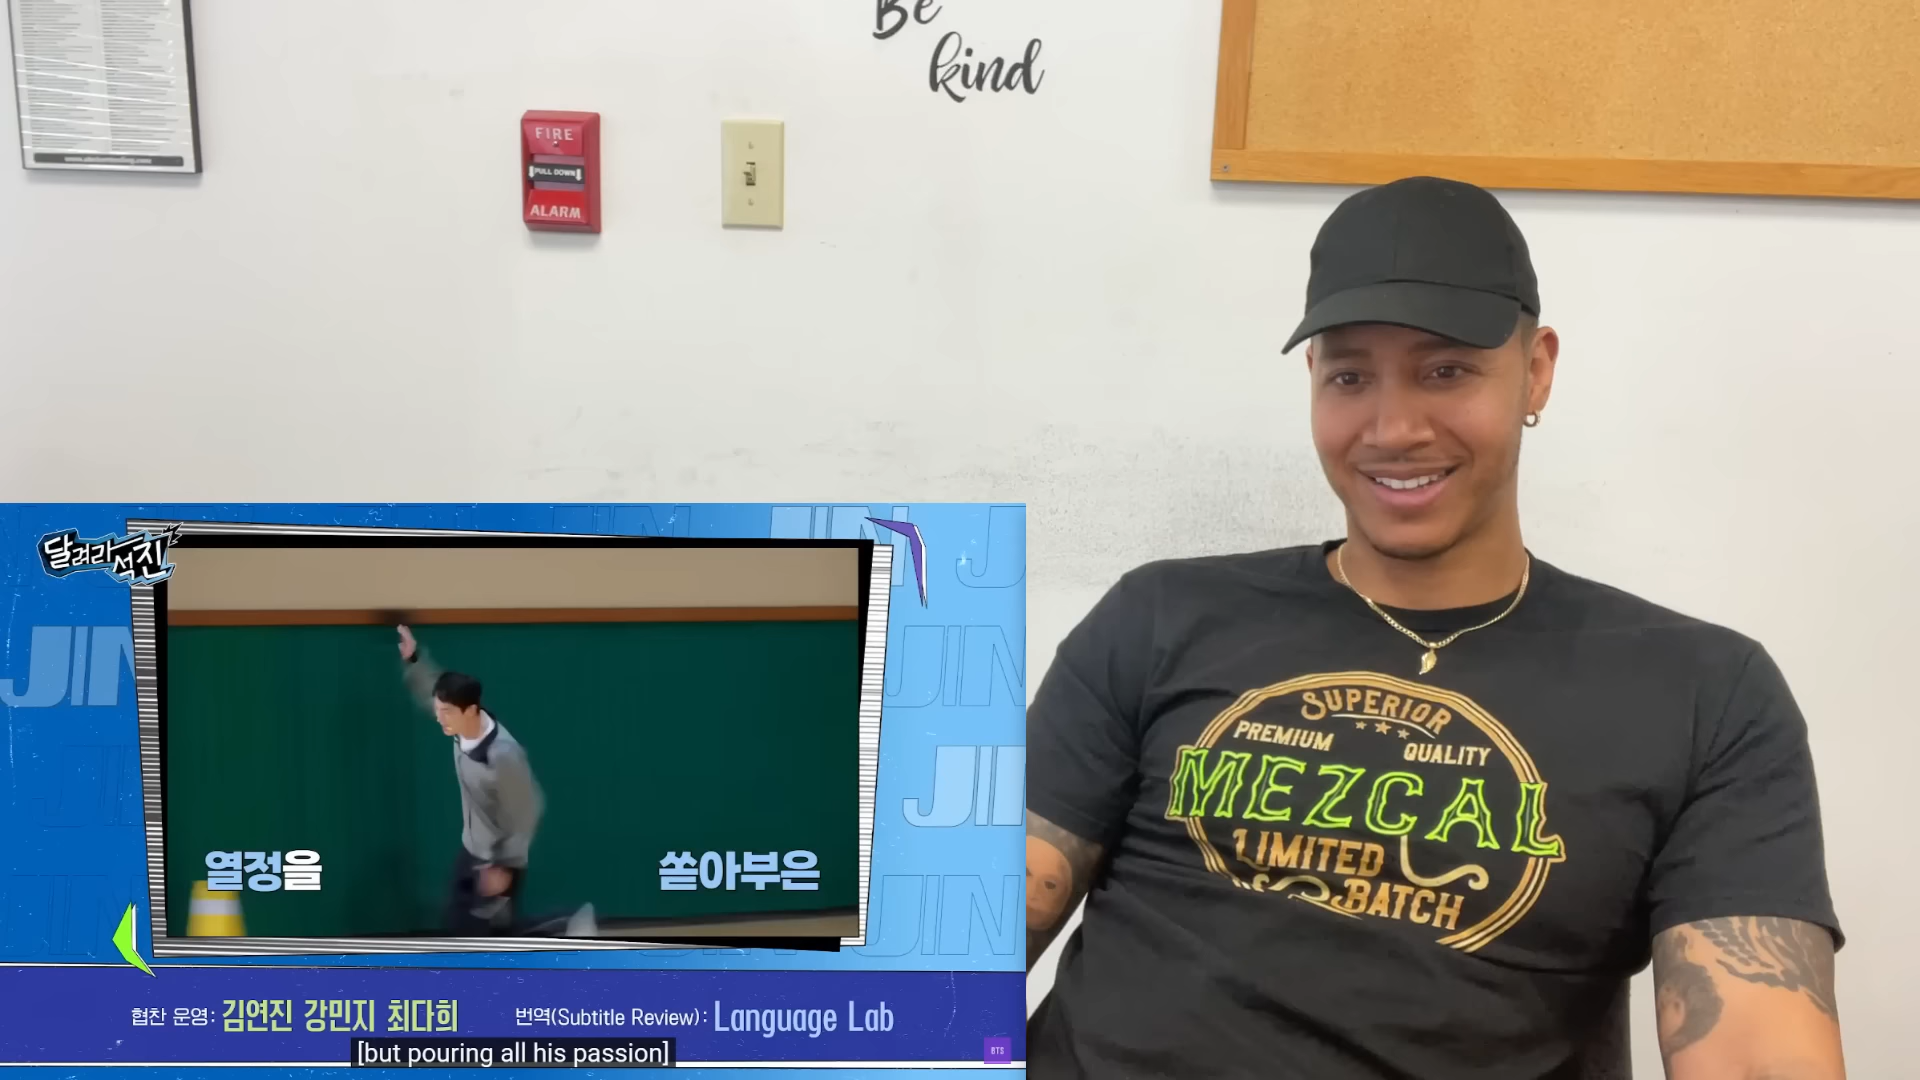 Be
kind
FIRE
PULL DOWN
ALARM
SUPERIOR
PREMIUM
QUALITY
MEZCAL
LIMITED
BATCH
달려라
석진
JIN
열정을
쏟아부은
협찬 운영: 김연진 강민지 최다희
번역(Subtitle Review): Language Lab
[but pouring all his passion]
BTS